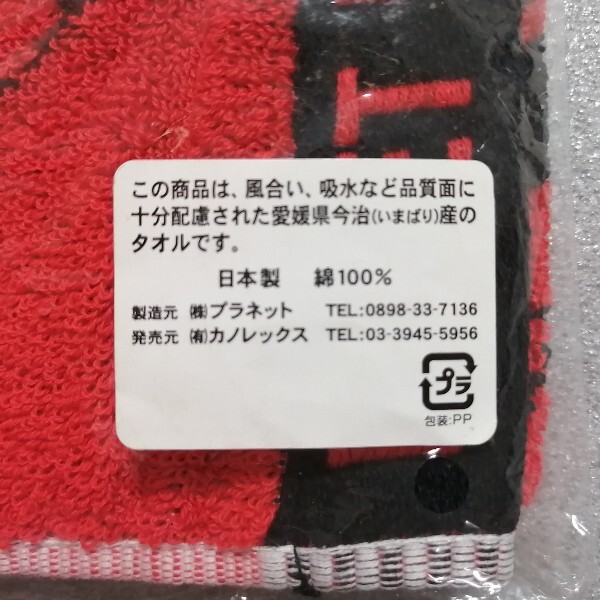 この商品は、風合い、吸水など品質面に
十分配慮された愛媛県今治(いまばり)産の
タオルです。
日本製 綿100%
製造元 ㈱プラネット TEL:0898-33-7136
発売元 ㈲カノレックス TEL:03-3945-5956
プラ
包装:PP